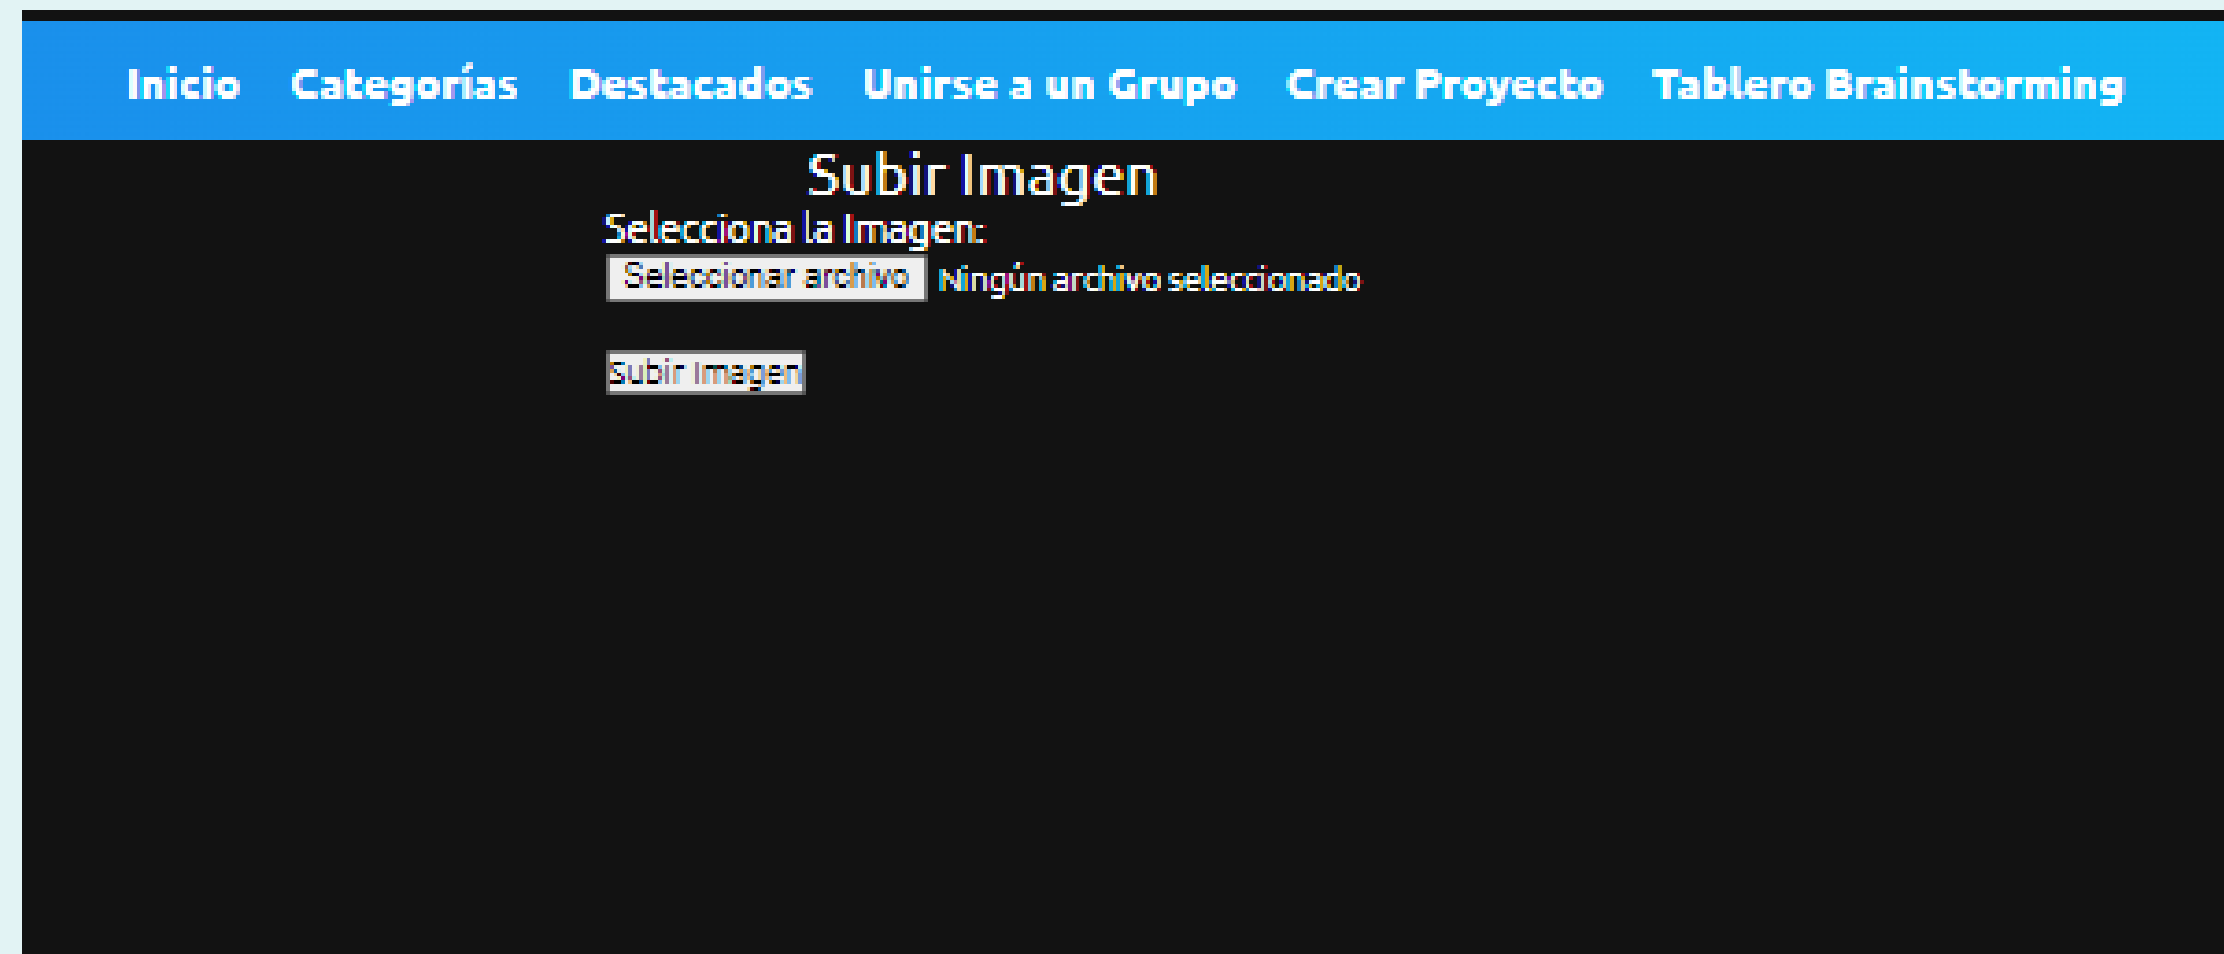 Inicio Categorías Destacados Unirse a un Grupo Crear Proyecto Tablero Brainstorming
Subir Imagen
Selecciona la Imagen:
Seleccionar archivo Ningún archivo seleccionado
Subir Imagen